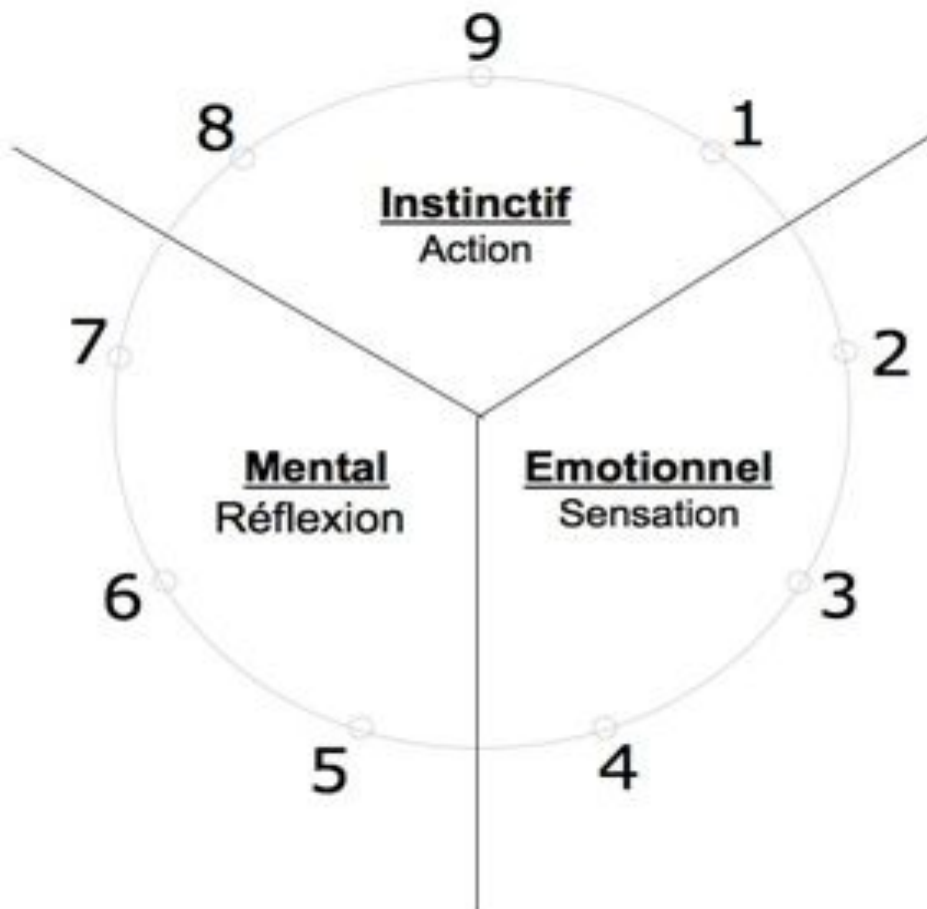 9
8
1
Instinctif
Action
7
2
Mental
Réflexion
Emotionnel
Sensation
6
3
5
4